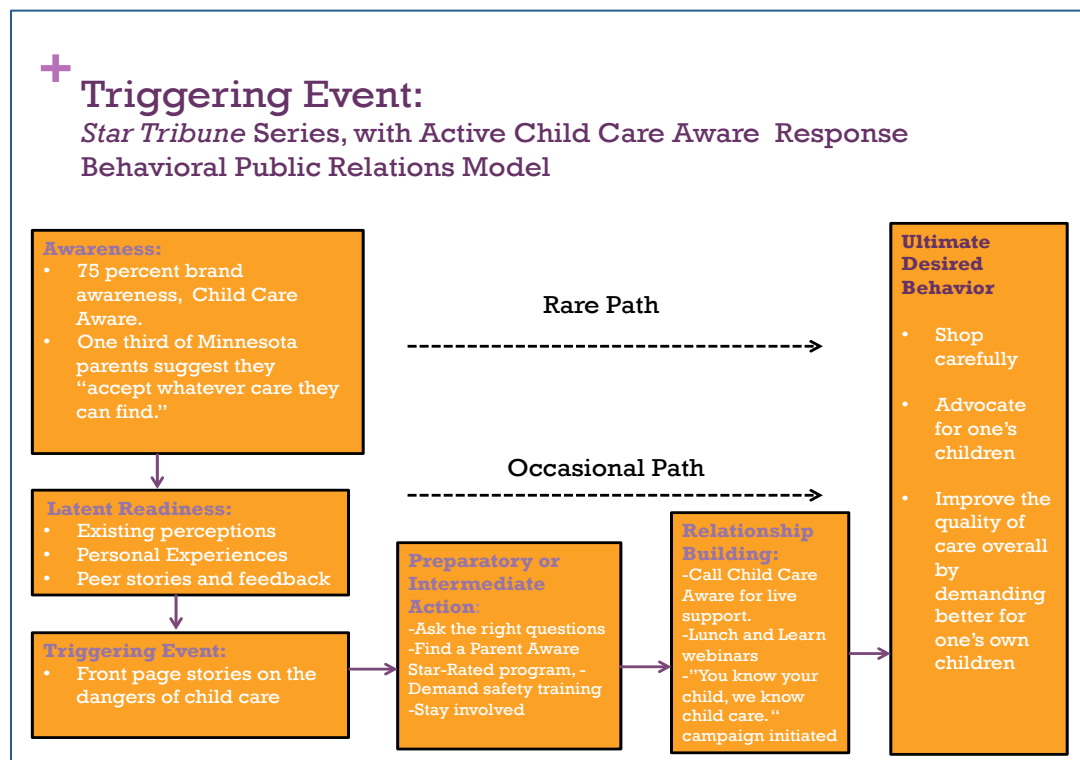 +
Triggering Event:
Star Tribune Series, with Active Child Care Aware Response
Behavioral Public Relations Model
Awareness:
• 75 percent brand
awareness, Child Care
Aware.
• One third of Minnesota
parents suggest they
“accept whatever care they
can find.”
Rare Path
Occasional Path
Latent Readiness:
• Existing perceptions
• Personal Experiences
• Peer stories and feedback
Triggering Event:
• Front page stories on the
dangers of child care
Preparatory or
Intermediate
Action:
-Ask the right questions
-Find a Parent Aware
Star-Rated program, -
Demand safety training
-Stay involved
Relationship
Building:
-Call Child Care
Aware for live
support.
-Lunch and Learn
webinars
-”You know your
child, we know
child care. “
campaign initiated
Ultimate
Desired
Behavior
• Shop
carefully
• Advocate
for one’s
children
• Improve the
quality of
care overall
by
demanding
better for
one’s own
children